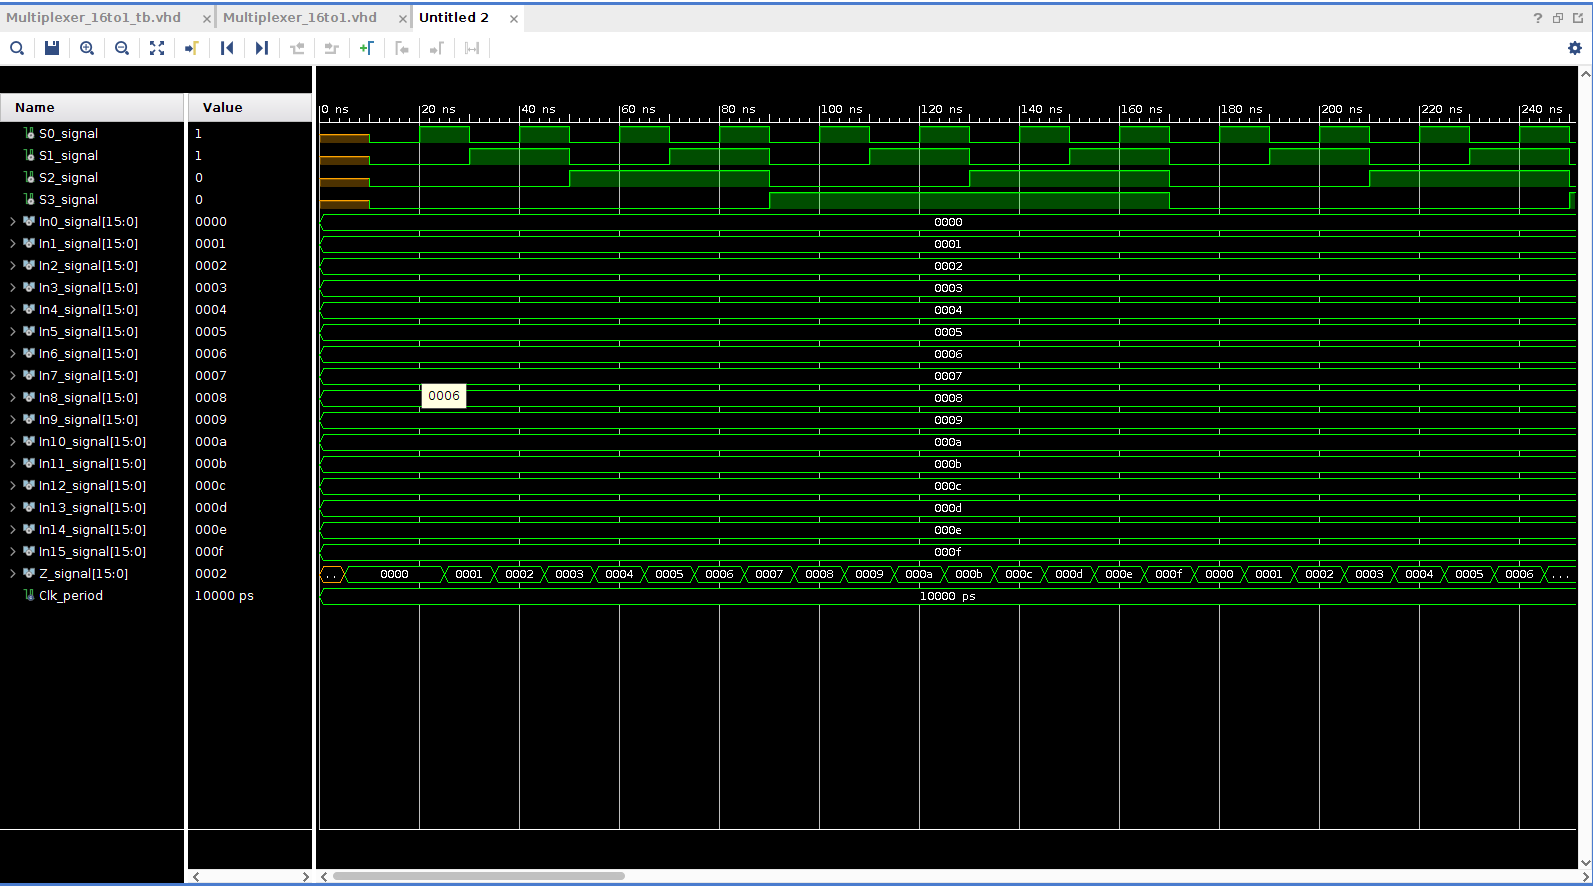 Multiplexer_16to1_tb.vhd × Multiplexer_16to1.vhd × Untitled 2 ×
Name Value
0 ns 20 ns 40 ns 60 ns 80 ns 100 ns 120 ns 140 ns 160 ns 180 ns 200 ns 220 ns 240 ns
S0_signal 1
S1_signal 1
S2_signal 0
S3_signal 0
In0_signal[15:0] 0000 0000
In1_signal[15:0] 0001 0001
In2_signal[15:0] 0002 0002
In3_signal[15:0] 0003 0003
In4_signal[15:0] 0004 0004
In5_signal[15:0] 0005 0005
In6_signal[15:0] 0006 0006
In7_signal[15:0] 0007 0007
In8_signal[15:0] 0008 0006 0008
In9_signal[15:0] 0009 0009
In10_signal[15:0] 000a 000a
In11_signal[15:0] 000b 000b
In12_signal[15:0] 000c 000c
In13_signal[15:0] 000d 000d
In14_signal[15:0] 000e 000e
In15_signal[15:0] 000f 000f
Z_signal[15:0] 0002 .. 0000 0001 0002 0003 0004 0005 0006 0007 0008 0009 000a 000b 000c 000d 000e 000f 0000 0001 0002 0003 0004 0005 0006 ...
Clk_period 10000 ps 10000 ps